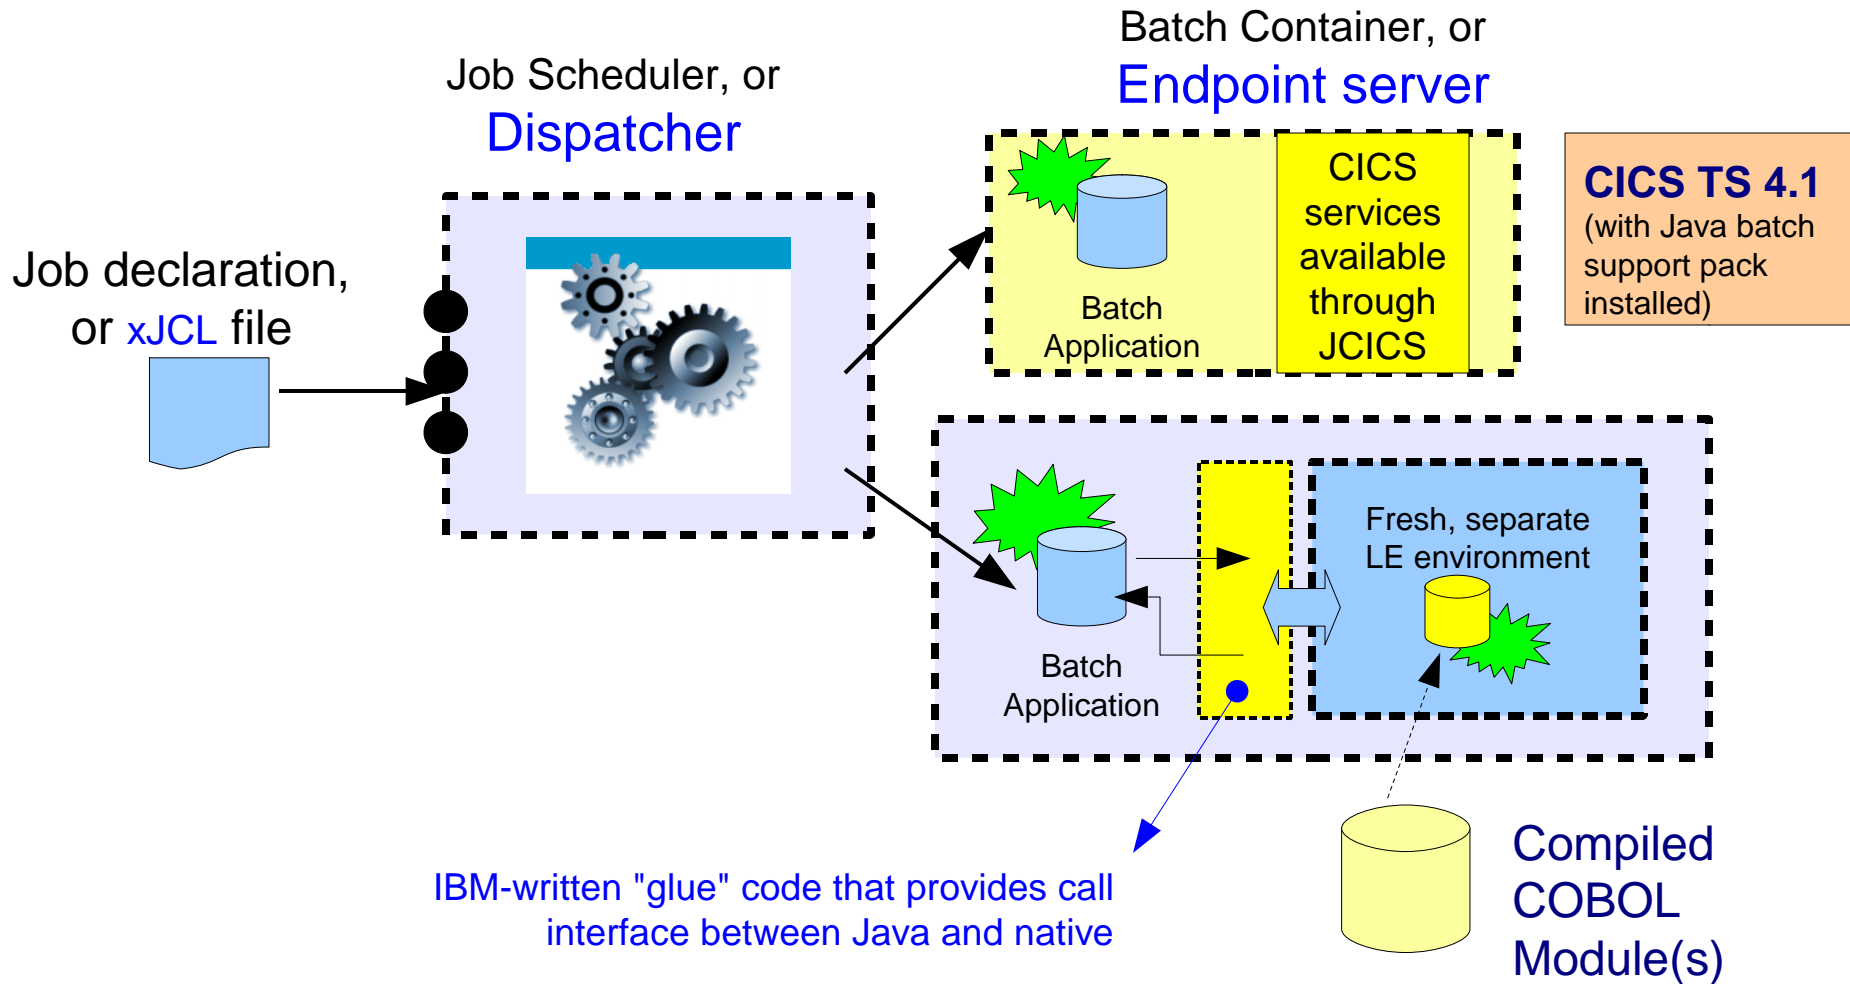 Job declaration,
or xJCL file
Job Scheduler, or
Dispatcher
Batch Container, or
Endpoint server
Batch
Application
CICS
services
available
through
JCICS
CICS TS 4.1
(with Java batch
support pack
installed)
Batch
Application
Fresh, separate
LE environment
IBM-written "glue" code that provides call
interface between Java and native
Compiled
COBOL
Module(s)